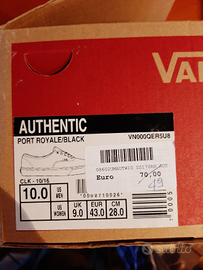 VAN
AUTHENTIC
PORT ROYALE/BLACK
VN000QER5U8
Euro
70,00
49
CLK - 10/16
10.0
US
MEN
UK
EUR
CM
US
WOMEN
9.0
43.0
28.0